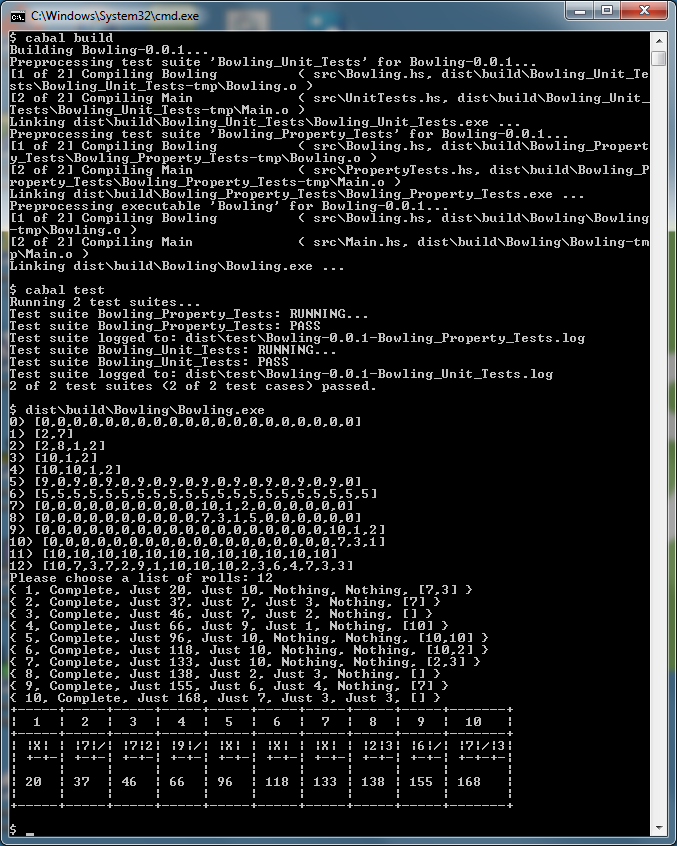 C:\Windows\System32\cmd.exe
$ cabal build
Building Bowling-0.0.1...
Preprocessing test suite 'Bowling_Unit_Tests' for Bowling-0.0.1...
[1 of 2] Compiling Bowling          ( src\Bowling.hs, dist\build\Bowling_Unit_Te
sts\Bowling_Unit_Tests-tmp\Bowling.o )
[2 of 2] Compiling Main             ( src\UnitTests.hs, dist\build\Bowling_Unit_
Tests\Bowling_Unit_Tests-tmp\Main.o )
Linking dist\build\Bowling_Unit_Tests\Bowling_Unit_Tests.exe ...
Preprocessing test suite 'Bowling_Property_Tests' for Bowling-0.0.1...
[1 of 2] Compiling Bowling          ( src\Bowling.hs, dist\build\Bowling_Propert
y_Tests\Bowling_Property_Tests-tmp\Bowling.o )
[2 of 2] Compiling Main             ( src\PropertyTests.hs, dist\build\Bowling_P
roperty_Tests\Bowling_Property_Tests-tmp\Main.o )
Linking dist\build\Bowling_Property_Tests\Bowling_Property_Tests.exe ...
Preprocessing executable 'Bowling' for Bowling-0.0.1...
[1 of 2] Compiling Bowling          ( src\Bowling.hs, dist\build\Bowling\Bowling
-tmp\Bowling.o )
[2 of 2] Compiling Main             ( src\Main.hs, dist\build\Bowling\Bowling-tm
p\Main.o )
Linking dist\build\Bowling\Bowling.exe ...
$ cabal test
Running 2 test suites...
Test suite Bowling_Property_Tests: RUNNING...
Test suite Bowling_Property_Tests: PASS
Test suite logged to: dist\test\Bowling-0.0.1-Bowling_Property_Tests.log
Test suite Bowling_Unit_Tests: RUNNING...
Test suite Bowling_Unit_Tests: PASS
Test suite logged to: dist\test\Bowling-0.0.1-Bowling_Unit_Tests.log
2 of 2 test suites (2 of 2 test cases) passed.
$ dist\build\Bowling\Bowling.exe
0) [0,0,0,0,0,0,0,0,0,0,0,0,0,0,0,0,0,0,0,0]
1) [2,7]
2) [2,8,1,2]
3) [10,1,2]
4) [10,10,1,2]
5) [9,0,9,0,9,0,9,0,9,0,9,0,9,0,9,0,9,0,9,0]
6) [5,5,5,5,5,5,5,5,5,5,5,5,5,5,5,5,5,5,5,5,5]
7) [0,0,0,0,0,0,0,0,0,0,10,1,2,0,0,0,0,0,0]
8) [0,0,0,0,0,0,0,0,0,0,7,3,1,5,0,0,0,0,0,0]
9) [0,0,0,0,0,0,0,0,0,0,0,0,0,0,0,0,0,0,10,1,2]
10) [0,0,0,0,0,0,0,0,0,0,0,0,0,0,0,0,0,0,7,3,1]
11) [10,10,10,10,10,10,10,10,10,10,10,10]
12) [10,7,3,7,2,9,1,10,10,10,2,3,6,4,7,3,3]
Please choose a list of rolls: 12
{ 1, Complete, Just 20, Just 10, Nothing, Nothing, [7,3] }
{ 2, Complete, Just 37, Just 7, Just 3, Nothing, [7] }
{ 3, Complete, Just 46, Just 7, Just 2, Nothing, [] }
{ 4, Complete, Just 66, Just 9, Just 1, Nothing, [10] }
{ 5, Complete, Just 96, Just 10, Nothing, Nothing, [10,10] }
{ 6, Complete, Just 118, Just 10, Nothing, Nothing, [10,2] }
{ 7, Complete, Just 133, Just 10, Nothing, Nothing, [2,3] }
{ 8, Complete, Just 138, Just 2, Just 3, Nothing, [] }
{ 9, Complete, Just 155, Just 6, Just 4, Nothing, [7] }
{ 10, Complete, Just 168, Just 7, Just 3, Just 3, [] }
+-----+-----+-----+-----+-----+-----+-----+-----+-----+-------+
¦  1  ¦  2  ¦  3  ¦  4  ¦  5  ¦  6  ¦  7  ¦  8  ¦  9  ¦  10   ¦
+-----+-----+-----+-----+-----+-----+-----+-----+-----+-------+
¦ ¦X¦ ¦ ¦7¦/¦ ¦7¦2¦ ¦9¦/¦ ¦X¦ ¦ ¦X¦ ¦ ¦X¦ ¦ ¦2¦3¦ ¦6¦/¦ ¦7¦/¦3¦
¦ +-+-¦ +-+-¦ +-+-¦ +-+-¦ +-+-¦ +-+-¦ +-+-¦ +-+-¦ +-+-¦ +-+-+-¦
¦ 20  ¦ 37  ¦ 46  ¦ 66  ¦ 96  ¦ 118 ¦ 133 ¦ 138 ¦ 155 ¦ 168   ¦
+-----+-----+-----+-----+-----+-----+-----+-----+-----+-------+
$ _